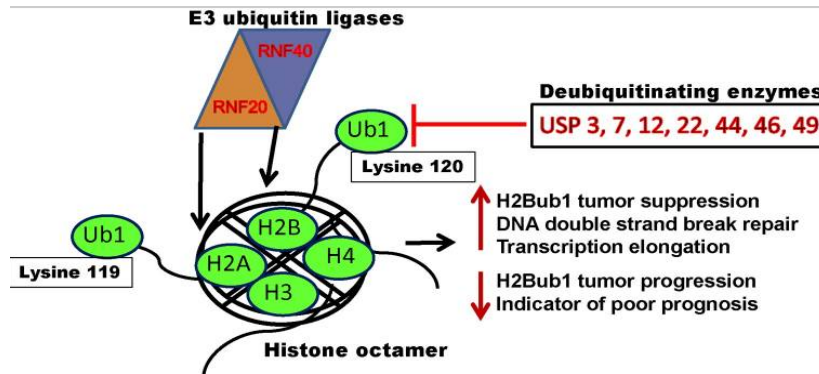 E3 ubiquitin ligases
RNF40
RNF20
Deubiquitinating enzymes
USP 3, 7, 12, 22, 44, 46, 49
Ub1
Lysine 120
H2Bub1 tumor suppression
DNA double strand break repair
Transcription elongation
Ub1
Lysine 119
H2B
H2A
H4
H3
H2Bub1 tumor progression
Indicator of poor prognosis
Histone octamer